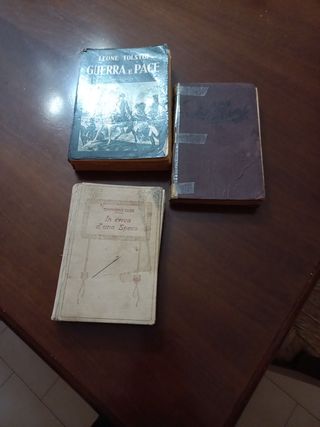 LEONE TOLSTOI
GUERRA E PACE
In cerca
d'una Sposa